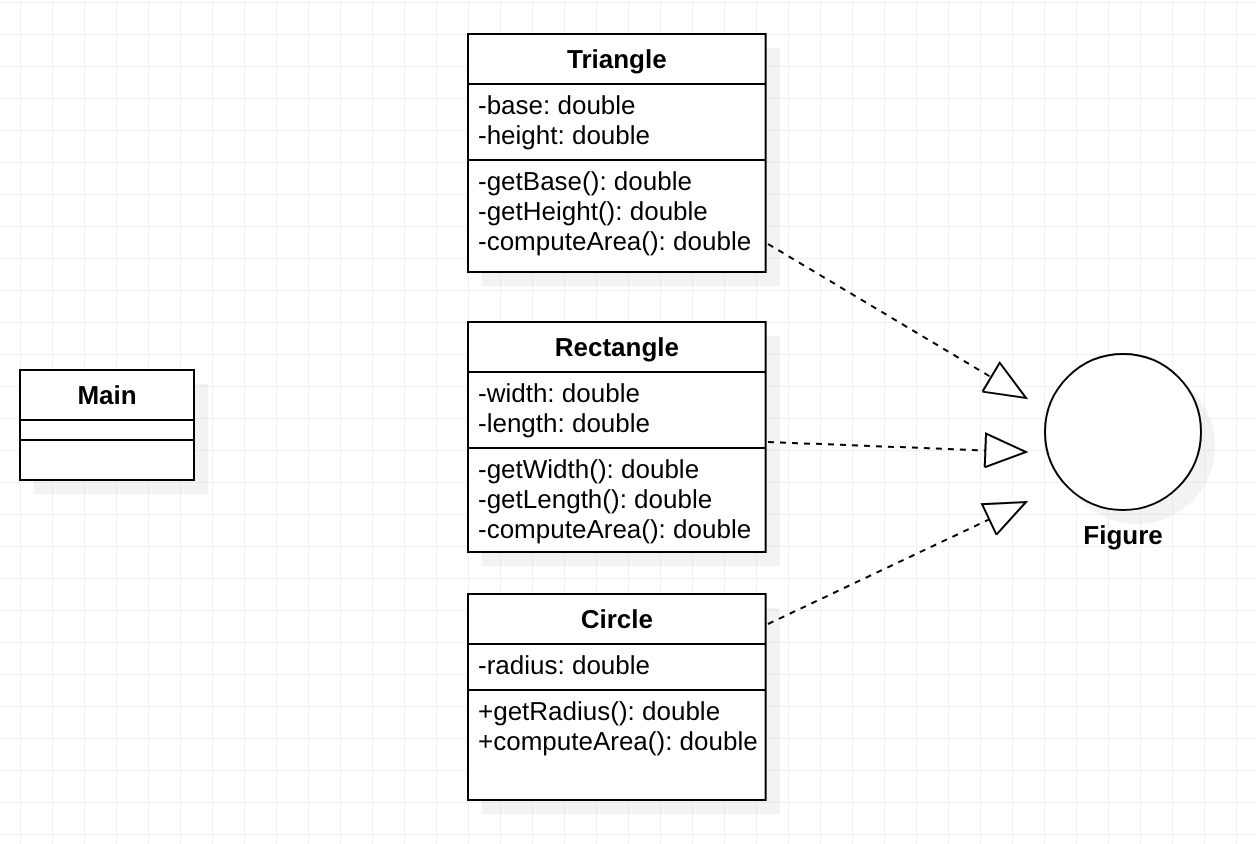 Triangle
-base: double
-height: double
-getBase(): double
-getHeight(): double
-computeArea(): double
Main
Rectangle
-width: double
-length: double
-getWidth(): double
-getLength(): double
-computeArea(): double
Figure
Circle
-radius: double
+getRadius(): double
+computeArea(): double